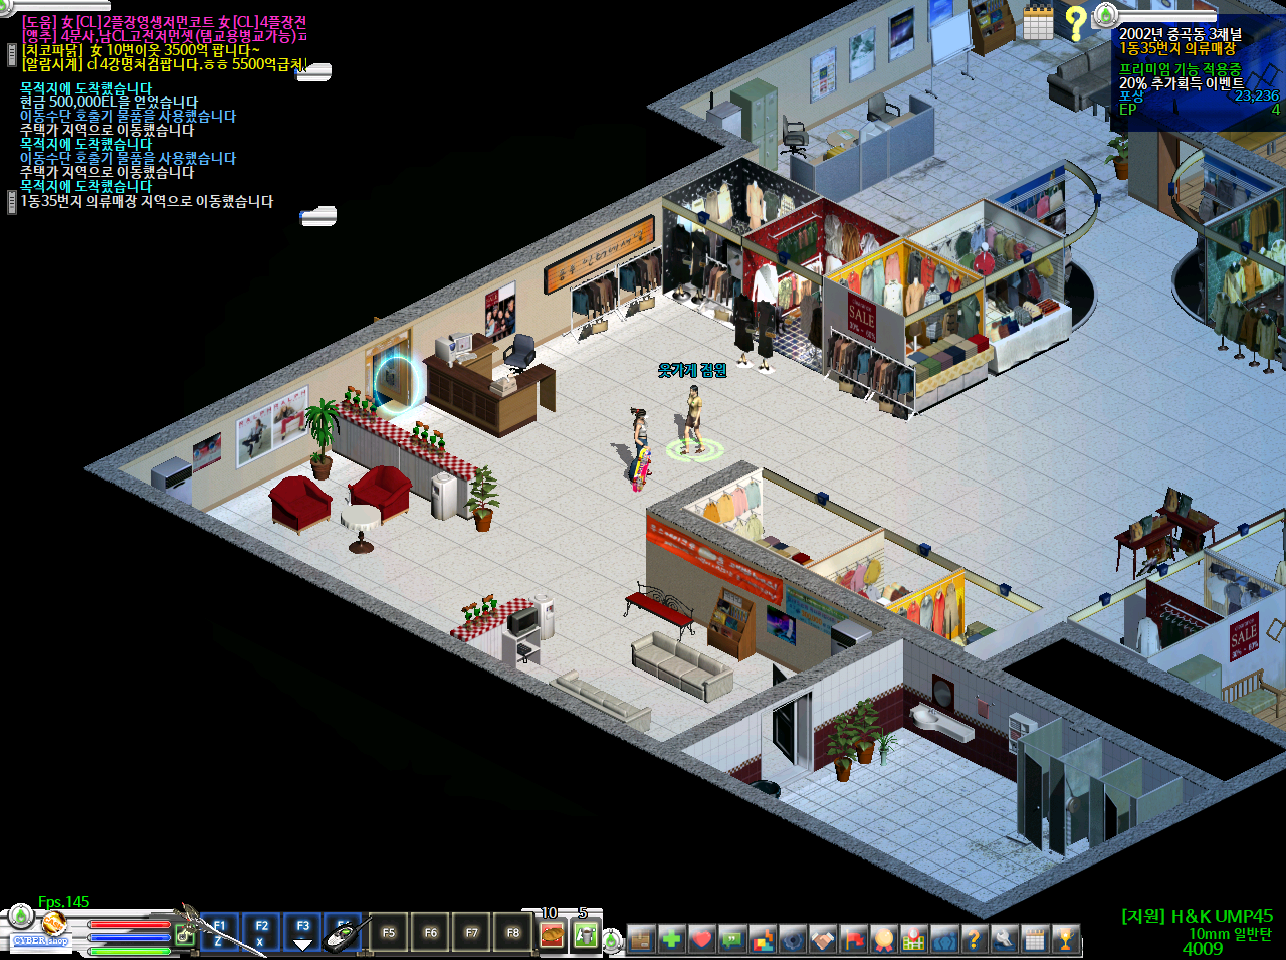 [도움] 2플장영생저먼코트 女[CL]4플장전
[앵추] 4문사,남CL고전저먼셋(템교용병교가능)
[치코파닭] 女 10변이옷 3500억 팝니다~
[알람시계] cl4강명저검팝니다.ㅎㅎ 5500억급처
목적지에 도착했습니다
현금 500,000EL을 얻었습니다
이동수단 호출기 물품을 사용했습니다
주택가 지역으로 이동했습니다
목적지에 도착했습니다
이동수단 호출기 물품을 사용했습니다
주택가 지역으로 이동했습니다
목적지에 도착했습니다
1동35번지 의류매장 지역으로 이동했습니다
2002년 중곡동 3채널
1동35번지 의류매장
프리미엄 기능 적용중
20% 추가획득 이벤트
포상 23,236
EP 4
옷가게 점원
SALE
SALE
SALE
Fps.145
CYBER shop
F1 Z
F2 X
F3
F5
F6
F7
F8
10
5
[지원] H&K UMP45
10mm 일반탄
4009